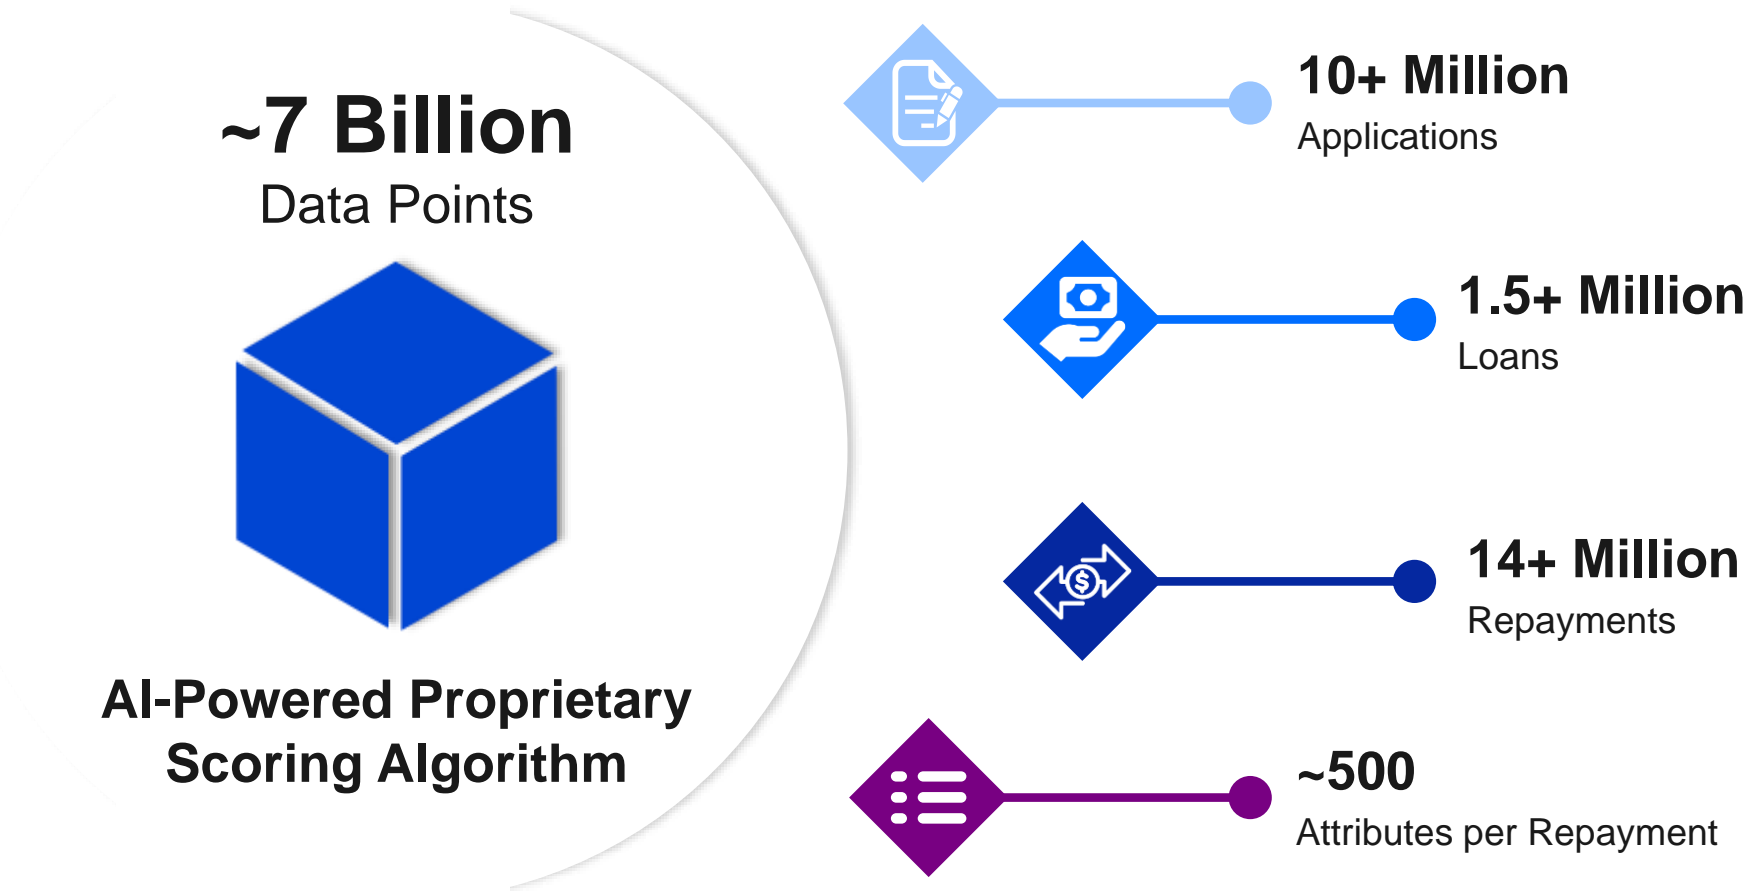 ~7 Billion
Data Points
AI-Powered Proprietary
Scoring Algorithm
10+ Million
Applications
1.5+ Million
Loans
$
14+ Million
Repayments
~500
Attributes per Repayment